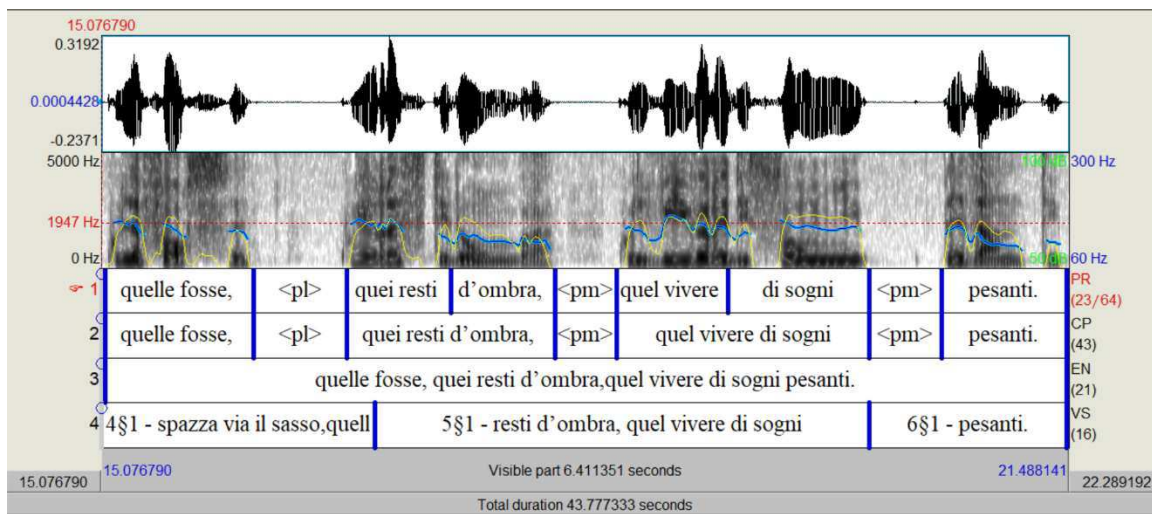 15.076790
0.3192
0.0004428
-0.2371
5000 Hz 300 Hz
1947 Hz
0 Hz 50 dB 60 Hz
☞ 1 quelle fosse, <pl> quei resti d’ombra, <pm> quel vivere di sogni <pm> pesanti. PR (23/64)
2 quelle fosse, <pl> quei resti d’ombra, <pm> quel vivere di sogni <pm> pesanti. CP (43)
3 quelle fosse, quei resti d’ombra,quel vivere di sogni pesanti. EN (21)
4 4§1 - spazza via il sasso,quell 5§1 - resti d’ombra, quel vivere di sogni 6§1 - pesanti. VS (16)
15.076790 Visible part 6.411351 seconds 21.488141
15.076790 22.289192
Total duration 43.777333 seconds